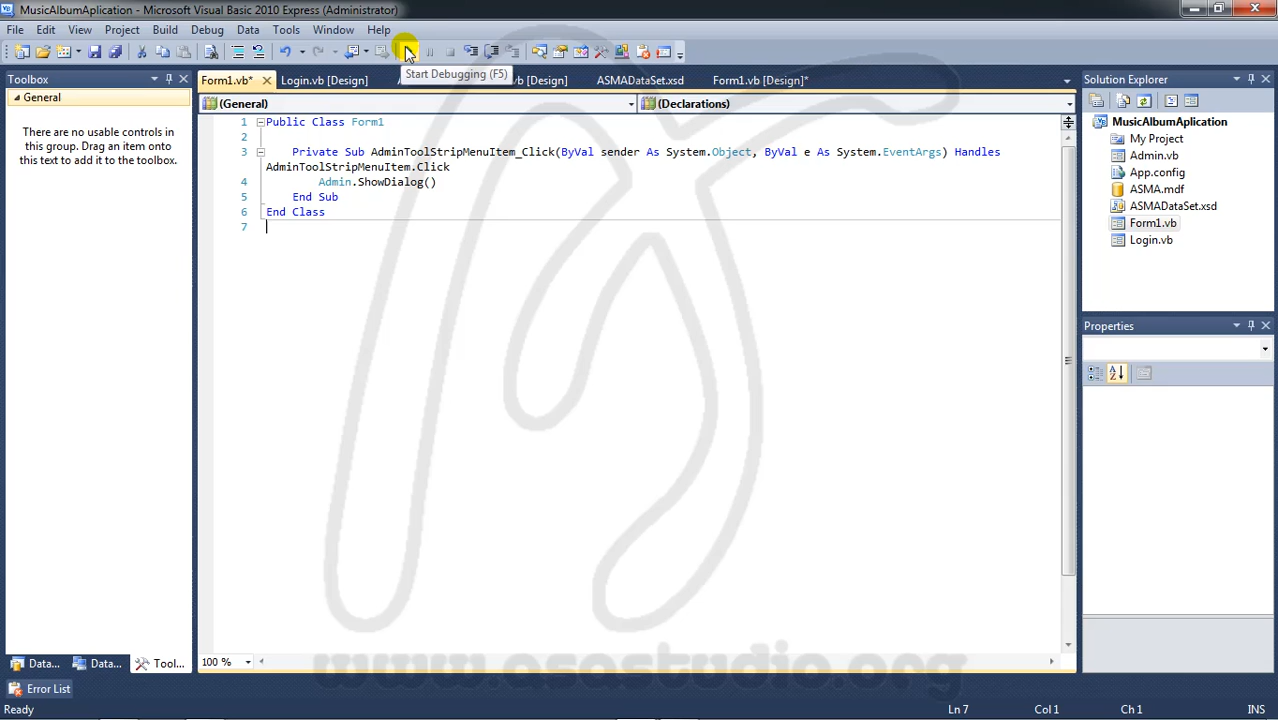 MusicAlbumAplication - Microsoft Visual Basic 2010 Express (Administrator)
File Edit View Project Build Debug Data Tools Window Help
Start Debugging (F5)
Toolbox
General
There are no usable controls in
this group. Drag an item onto
this text to add it to the toolbox.
Data... Data... Tool...
Form1.vb* Login.vb [Design] vb [Design] ASMADataSet.xsd Form1.vb [Design]*
(General) (Declarations)
1 Public Class Form1
2
3 Private Sub AdminToolStripMenuItem_Click(ByVal sender As System.Object, ByVal e As System.EventArgs) Handles
AdminToolStripMenuItem.Click
4 Admin.ShowDialog()
5 End Sub
6 End Class
7
100 %
Solution Explorer
MusicAlbumAplication
My Project
Admin.vb
App.config
ASMA.mdf
ASMADataSet.xsd
Form1.vb
Login.vb
Properties
www.asastudio.org
Error List
Ready Ln 7 Col 1 Ch 1 INS